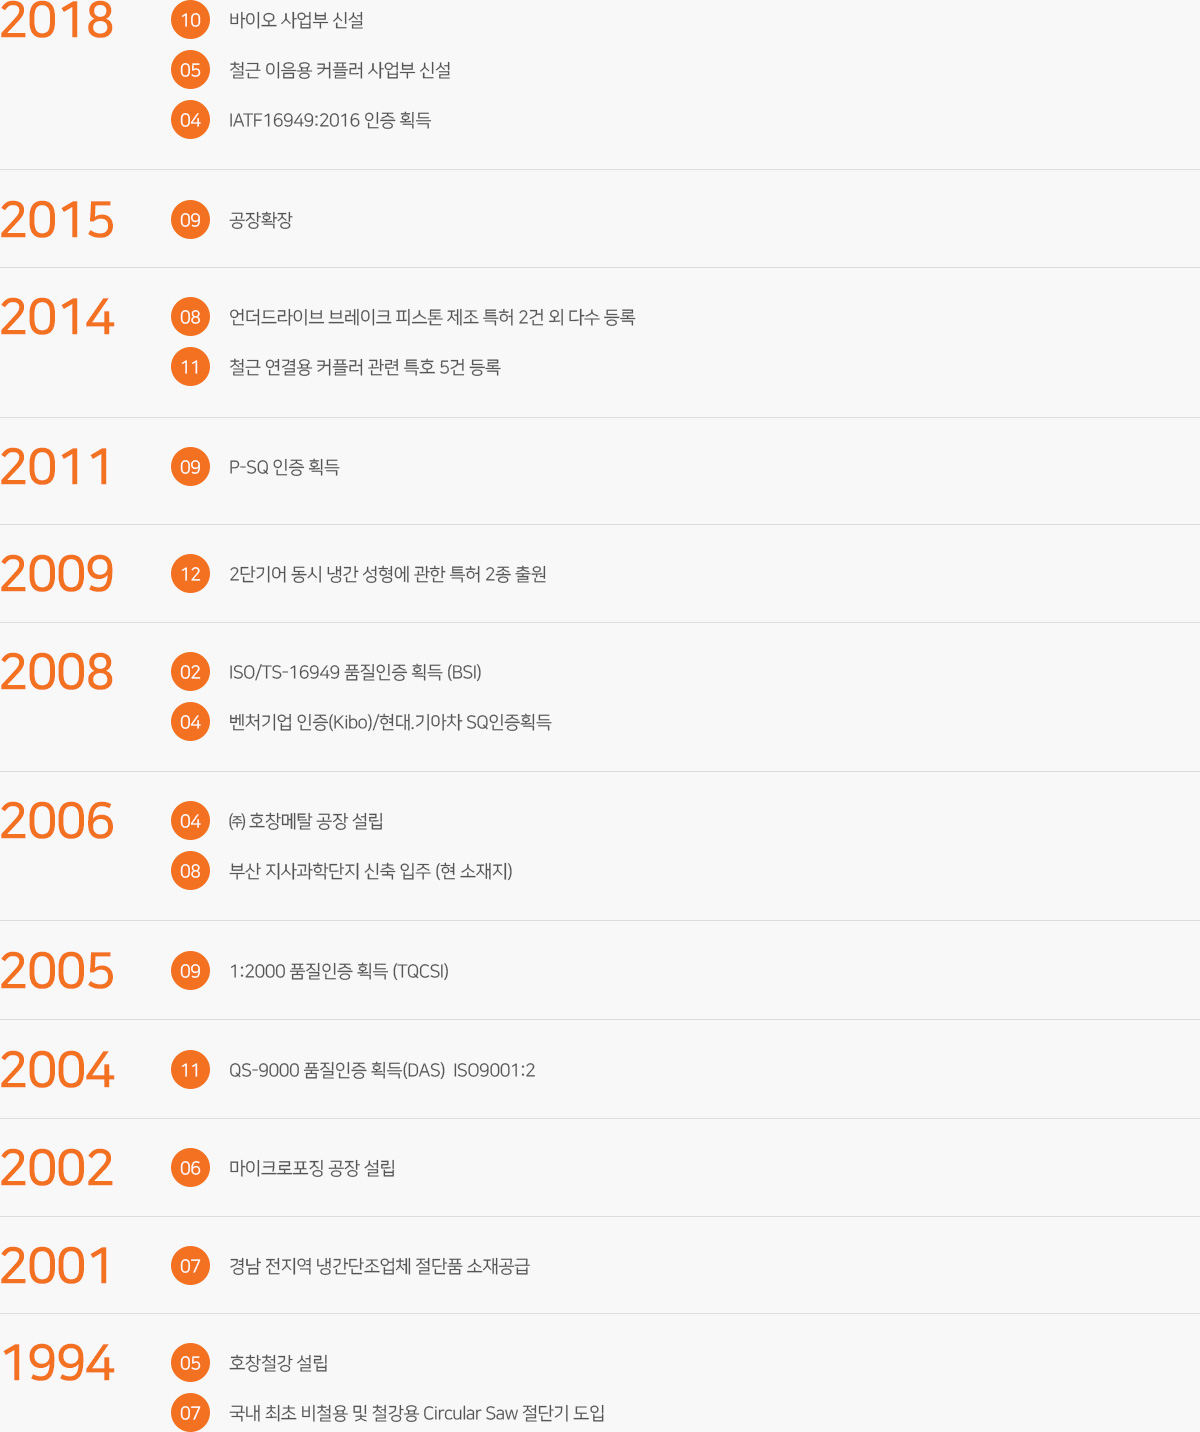 2018 10 바이오 사업부 신설
05 철근 이음용 커플러 사업부 신설
04 IATF16949:2016 인증 획득
2015 09 공장확장
2014 08 언더드라이브 브레이크 피스톤 제조 특허 2건 외 다수 등록
11 철근 연결용 커플러 관련 특호 5건 등록
2011 09 P-SQ 인증 획득
2009 12 2단기어 동시 냉간 성형에 관한 특허 2종 출원
2008 02 ISO/TS-16949 품질인증 획득 (BSI)
04 벤처기업 인증(Kibo)/현대.기아차 SQ인증획득
2006 04 ㈜ 호창메탈 공장 설립
08 부산 지사과학단지 신축 입주 (현 소재지)
2005 09 1:2000 품질인증 획득 (TQCSI)
2004 11 QS-9000 품질인증 획득(DAS)  ISO9001:2
2002 06 마이크로포징 공장 설립
2001 07 경남 전지역 냉간단조업체 절단품 소재공급
1994 05 호창철강 설립
07 국내 최초 비철용 및 철강용 Circular Saw 절단기 도입